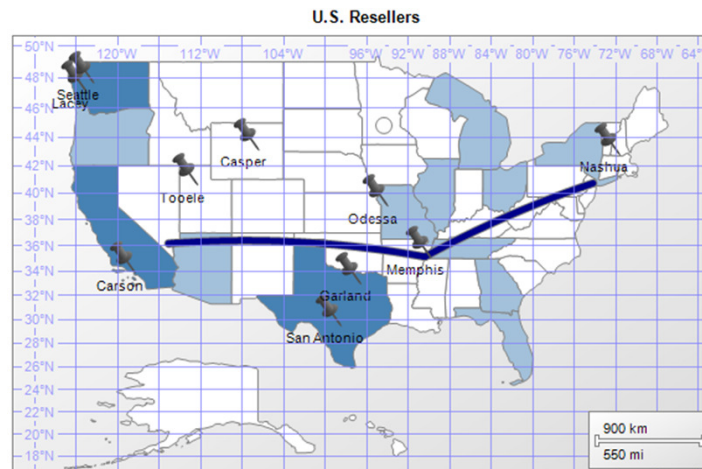 U.S. Resellers
50°N 120°W 112°W 104°W 96°W 92°W 88°W 84°W 80°W 76°W 72°W 68°W 64°
48°N
46°N
44°N
42°N
40°N
38°N
36°N
34°N
32°N
30°N
28°N
26°N
24°N
22°N
20°N
18°N
Seattle
Lacey
Casper
Nashua
Tooele
Odessa
Memphis
Carson
Garland
San Antonio
900 km
550 mi